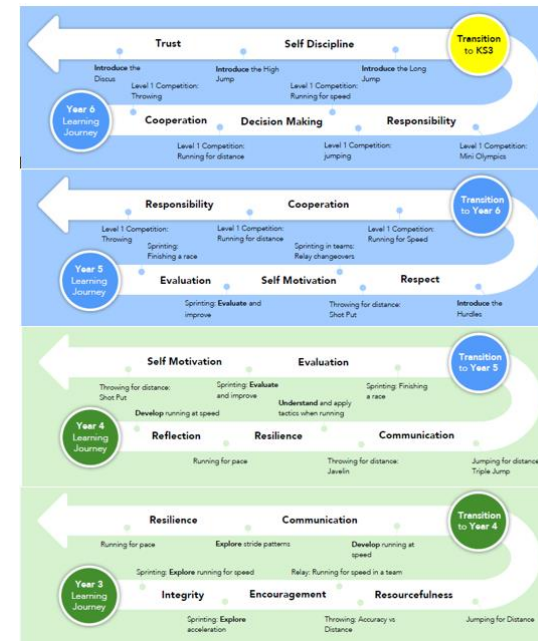 Trust
Self Discipline
Transition
to KS3
Introduce the
Discus
Introduce the High
Jump
Introduce the Long
Jump
Level 1 Competition:
Throwing
Level 1 Competition:
Running for speed
Year 6
Learning
Journey
Cooperation
Decision Making
Responsibility
Level 1 Competition:
Running for distance
Level 1 Competition:
jumping
Level 1 Competition:
Mini Olympics
Responsibility
Cooperation
Transition
to Year 6
Level 1 Competition:
Throwing
Level 1 Competition:
Running for distance
Level 1 Competition:
Running for Speed
Sprinting:
Finishing a race
Sprinting in teams:
Relay changeovers
Year 5
Learning
Journey
Evaluation
Self Motivation
Respect
Sprinting: Evaluate and
improve
Throwing for distance:
Shot Put
Introduce the
Hurdles
Self Motivation
Evaluation
Transition
to Year 5
Throwing for distance:
Shot Put
Sprinting: Evaluate
and improve
Sprinting: Finishing
a race
Develop running at speed
Understand and apply
tactics when running
Year 4
Learning
Journey
Reflection
Resilience
Communication
Running for pace
Throwing for distance:
Javelin
Jumping for distance:
Triple Jump
Resilience
Communication
Transition
to Year 4
Running for pace
Explore stride patterns
Develop running at
speed
Sprinting: Explore running for speed
Relay: Running for speed in a team
Year 3
Learning
Journey
Integrity
Encouragement
Resourcefulness
Sprinting: Explore
acceleration
Throwing: Accuracy vs
Distance
Jumping for Distance